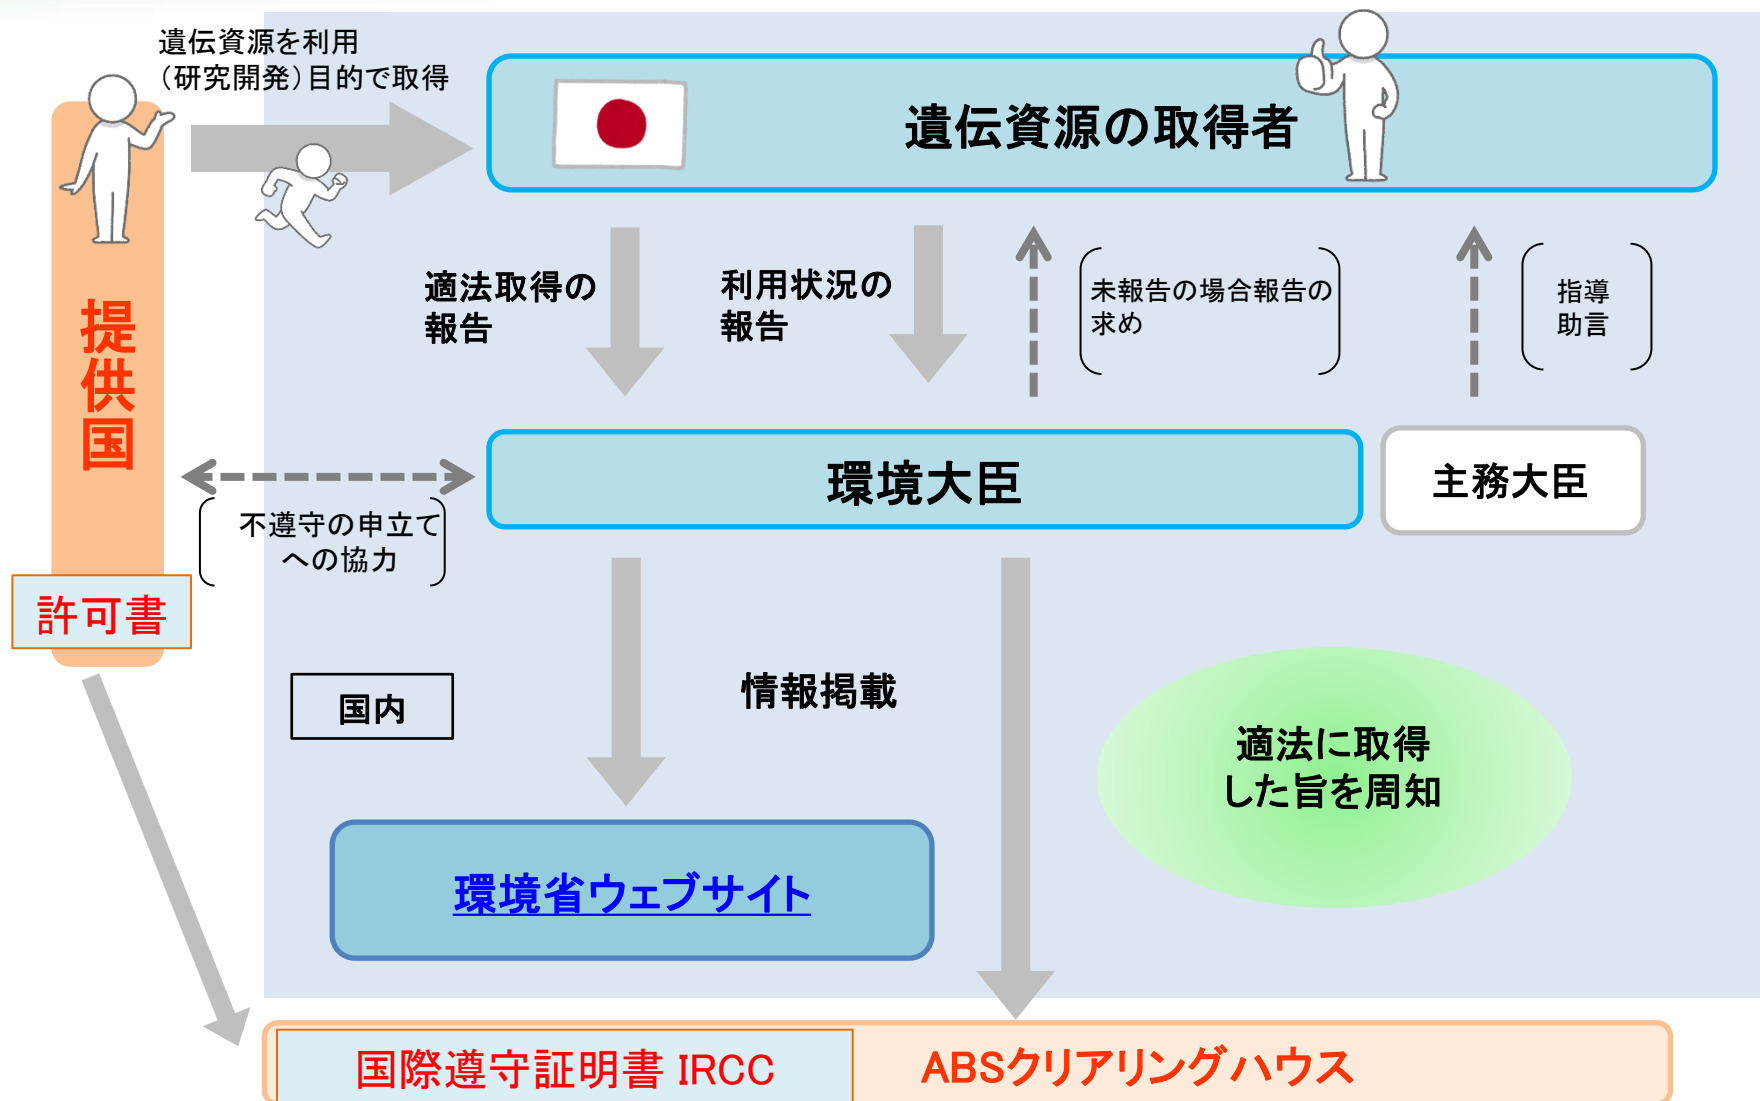 遺伝資源を利用
（研究開発）目的で取得
遺伝資源の取得者
提供国
適法取得の
報告
利用状況の
報告
未報告の場合報告の
求め
指導
助言
環境大臣
主務大臣
不遵守の申立て
への協力
許可書
国内
情報掲載
適法に取得
した旨を周知
環境省ウェブサイト
国際遵守証明書 IRCC
ABSクリアリングハウス